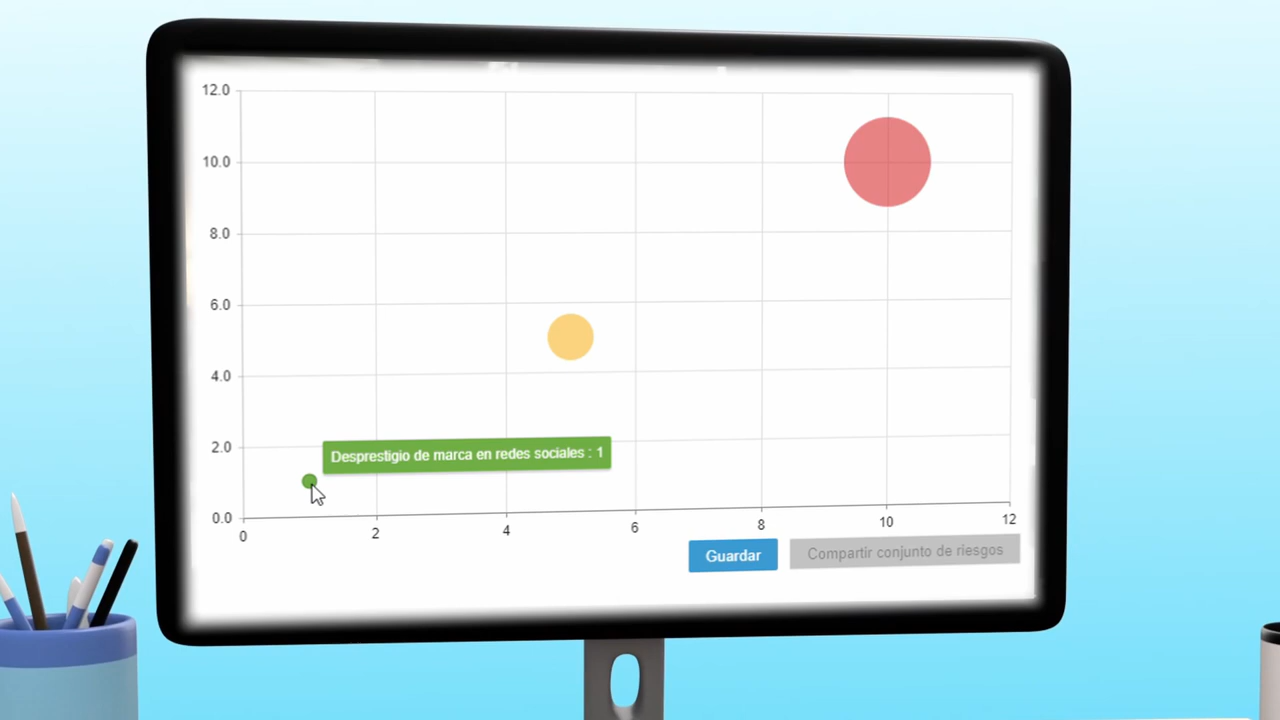 12.0
10.0
8.0
6.0
4.0
2.0
Desprestigio de marca en redes sociales : 1
0.0
0 2 4 6 8 10 12
Guardar Compartir conjunto de riesgos